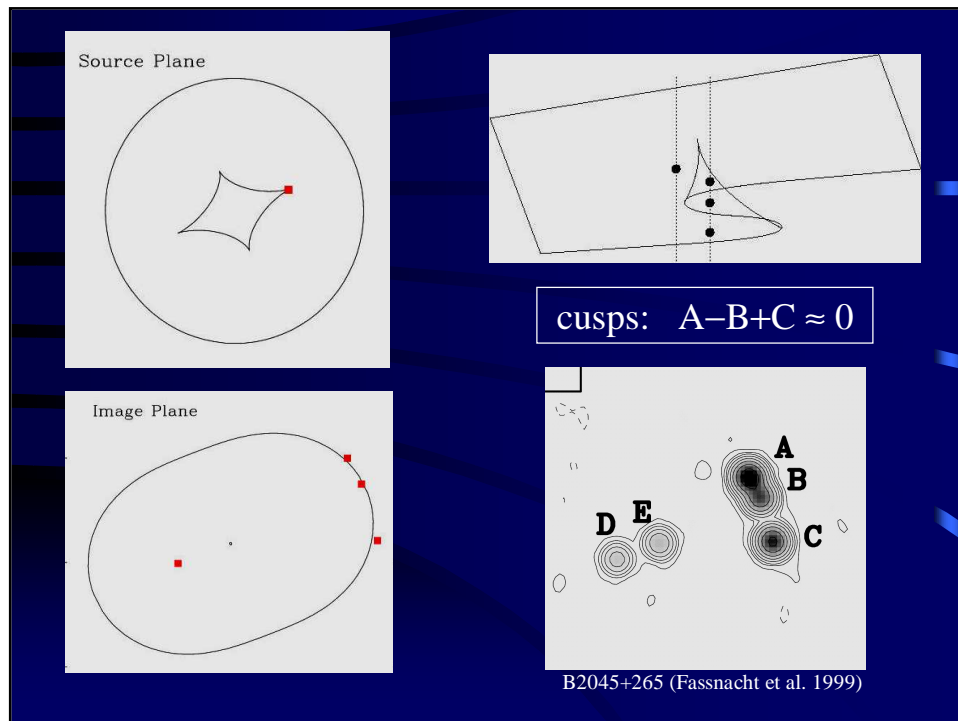 Source Plane
cusps: A−B+C ≈ 0
Image Plane
A
B
C
D
E
B2045+265 (Fassnacht et al. 1999)